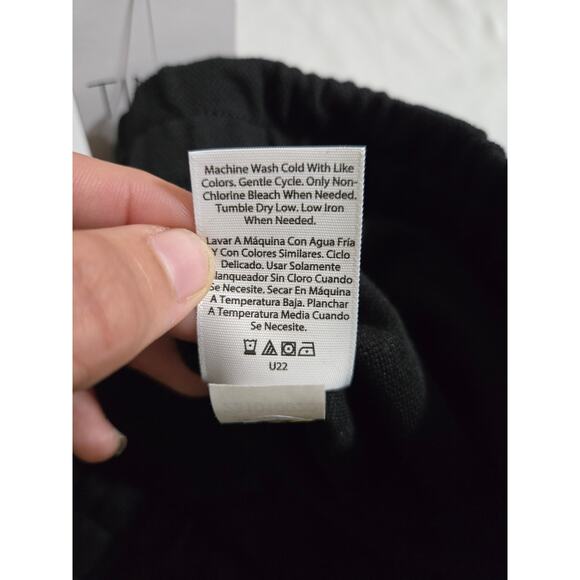 Machine Wash Cold With Like
Colors. Gentle Cycle. Only Non-
Chlorine Bleach When Needed.
Tumble Dry Low. Low Iron
When Needed.
Lavar A Máquina Con Agua Fría
Y Con Colores Similares. Ciclo
Delicado. Usar Solamente
lanqueador Sin Cloro Cuando
Se Necesite. Secar En Máquina
A Temperatura Baja. Planchar
A Temperatura Media Cuando
Se Necesite.
U22